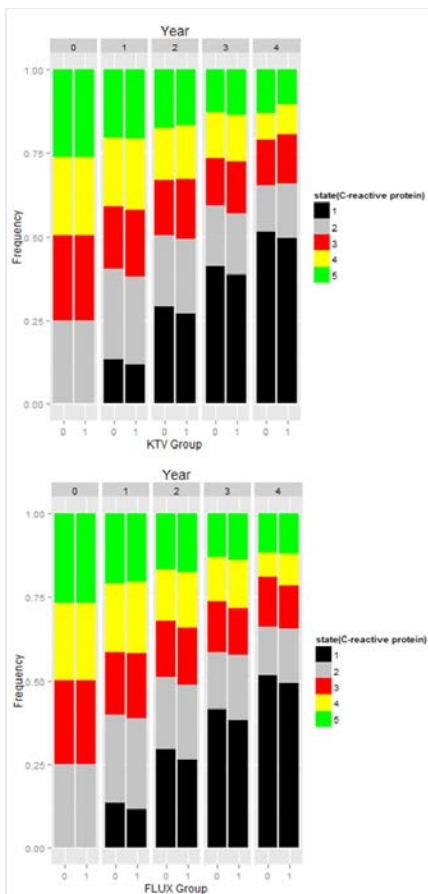 Year
0 1 2 3 4
1.00
0.75
0.50
0.25
0.00
Frequency
0 1 0 1 0 1 0 1 0 1
KTV Group
state(C-reactive protein)
1
2
3
4
5
Year
0 1 2 3 4
1.00
0.75
0.50
0.25
0.00
Frequency
0 1 0 1 0 1 0 1 0 1
FLUX Group
state(C-reactive protein)
1
2
3
4
5